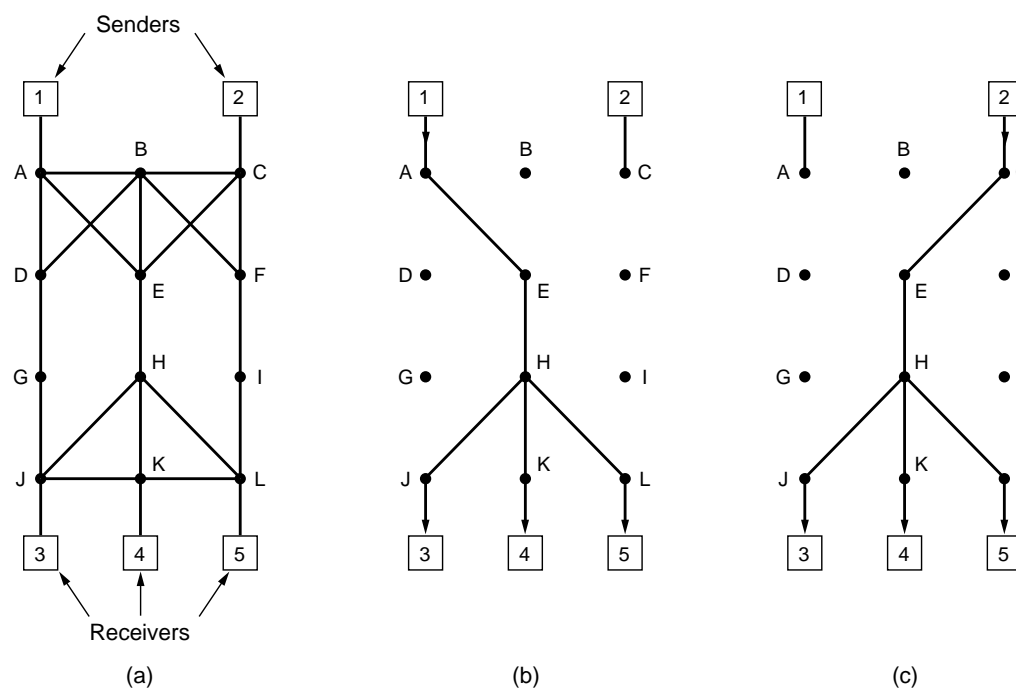 Senders
1 2 1 2 1 2
B B B
A C A C A
D F D F D
E E E
H H H
G I G I G
K K K
J L J L J
3 4 5 3 4 5 3 4 5
Receivers
(a) (b) (c)